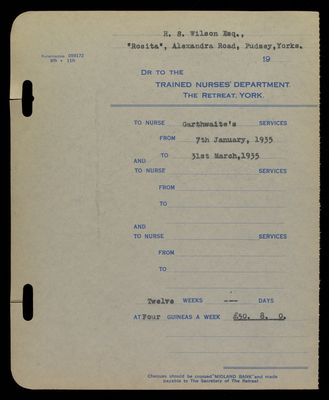 H. S. Wilson Esq.,
"Rosita", Alexandra Road, Pudsey, Yorks.
059172
8th + 11h
19
DR TO THE
TRAINED NURSES' DEPARTMENT.
THE RETREAT, YORK.
TO NURSE Garthwaite's SERVICES
FROM 7th January, 1935
AND TO 31st March, 1935
TO NURSE SERVICES
FROM
TO
AND
TO NURSE SERVICES
FROM
TO
Twelve WEEKS --- DAYS
AT Four GUINEAS A WEEK £50. 8. 0.
Cheques should be crossed "MIDLAND BANK" and made
payable to The Secretary of The Retreat